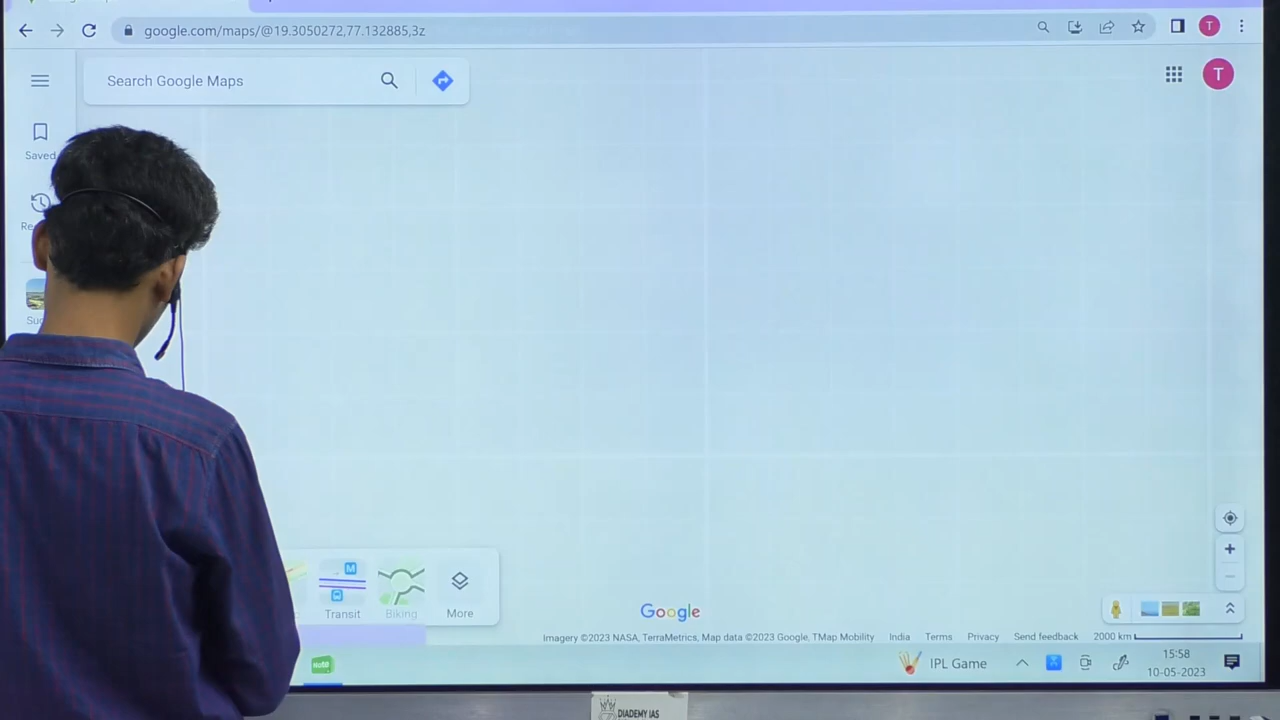 google.com/maps/@19.3050272,77.132885,3z
T
Search Google Maps
T
Saved
M
Transit
Biking
More
Google
Imagery ©2023 NASA, TerraMetrics, Map data ©2023 Google, TMap Mobility India Terms Privacy Send feedback 2000 km
IPL Game
15:58
10-05-2023
DIADEMY IAS